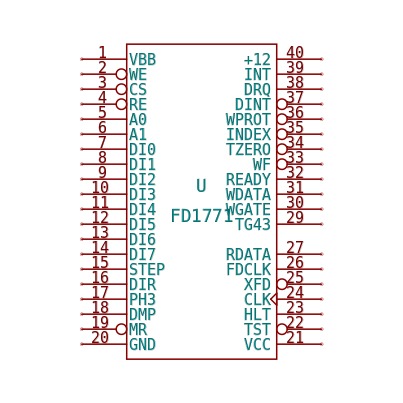 1 VBB +12 40
2 WE INT 39
3 CS DRQ 38
4 RE DINT 37
5 A0 WPROT 36
6 A1 INDEX 35
7 DI0 TZERO 34
8 DI1 WF 33
9 DI2 READY 32
10 DI3 WDATA 31
11 DI4 WGATE 30
12 DI5 TG43 29
13 DI6
14 DI7 RDATA 27
15 STEP FDCLK 26
16 DIR XFD 25
17 PH3 CLK 24
18 DMP HLT 23
19 MR TST 22
20 GND VCC 21
U
FD1771